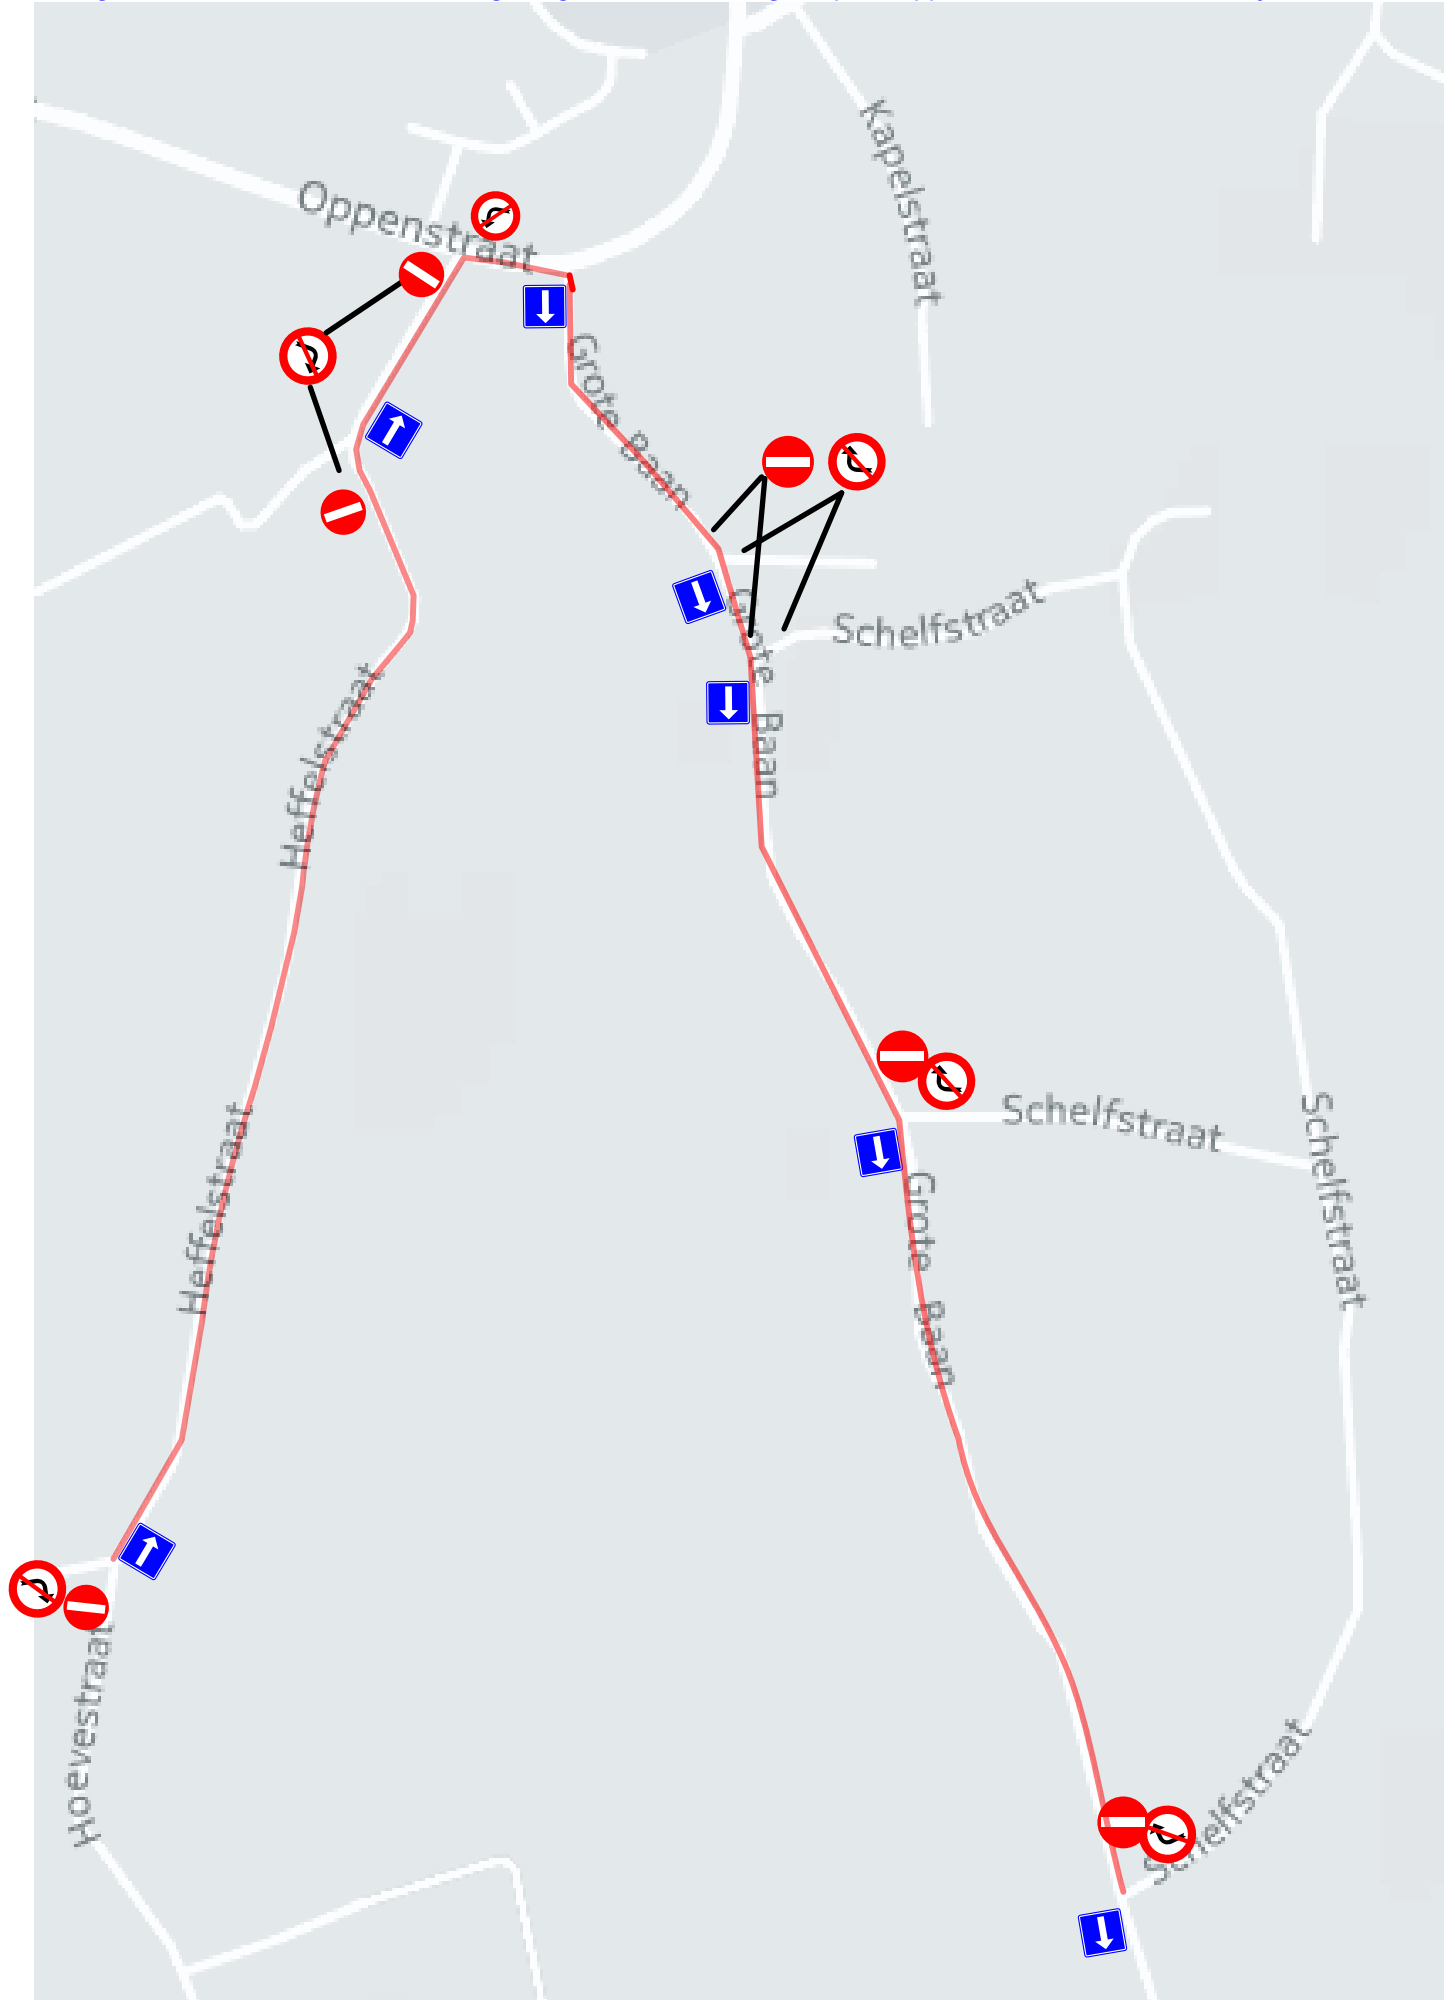 Kapelstraat
Oppenstraat
Grote Baan
Schelfstraat
Grote Baan
Heffelstraat
Schelfstraat
Schelfstraat
Heffelstraat
Grote Baan
Hoevestraat
Schelfstraat